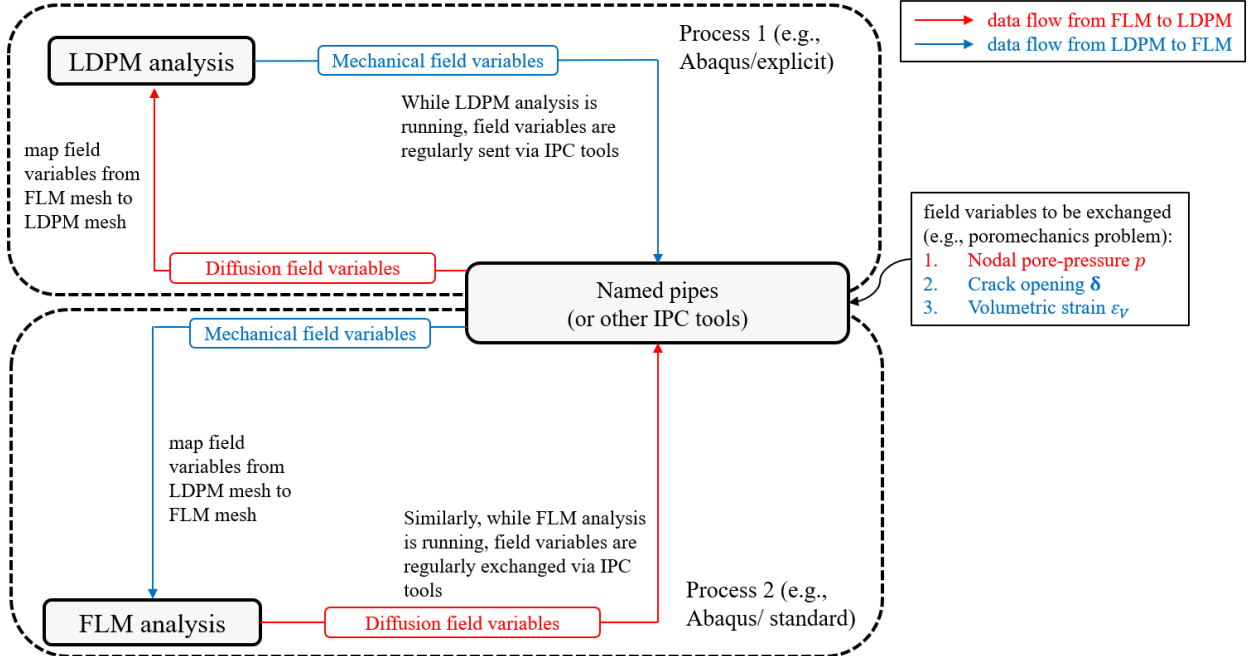 LDPM analysis
Mechanical field variables
Process 1 (e.g.,
Abaqus/explicit)
data flow from FLM to LDPM
data flow from LDPM to FLM
While LDPM analysis is
running, field variables are
regularly sent via IPC tools
map field
variables from
FLM mesh to
LDPM mesh
Diffusion field variables
Named pipes
(or other IPC tools)
field variables to be exchanged
(e.g., poromechanics problem):
1. Nodal pore-pressure p
2. Crack opening δ
3. Volumetric strain ε_V
Mechanical field variables
map field
variables from
LDPM mesh to
FLM mesh
Similarly, while FLM analysis
is running, field variables are
regularly exchanged via IPC
tools
FLM analysis
Diffusion field variables
Process 2 (e.g.,
Abaqus/ standard)